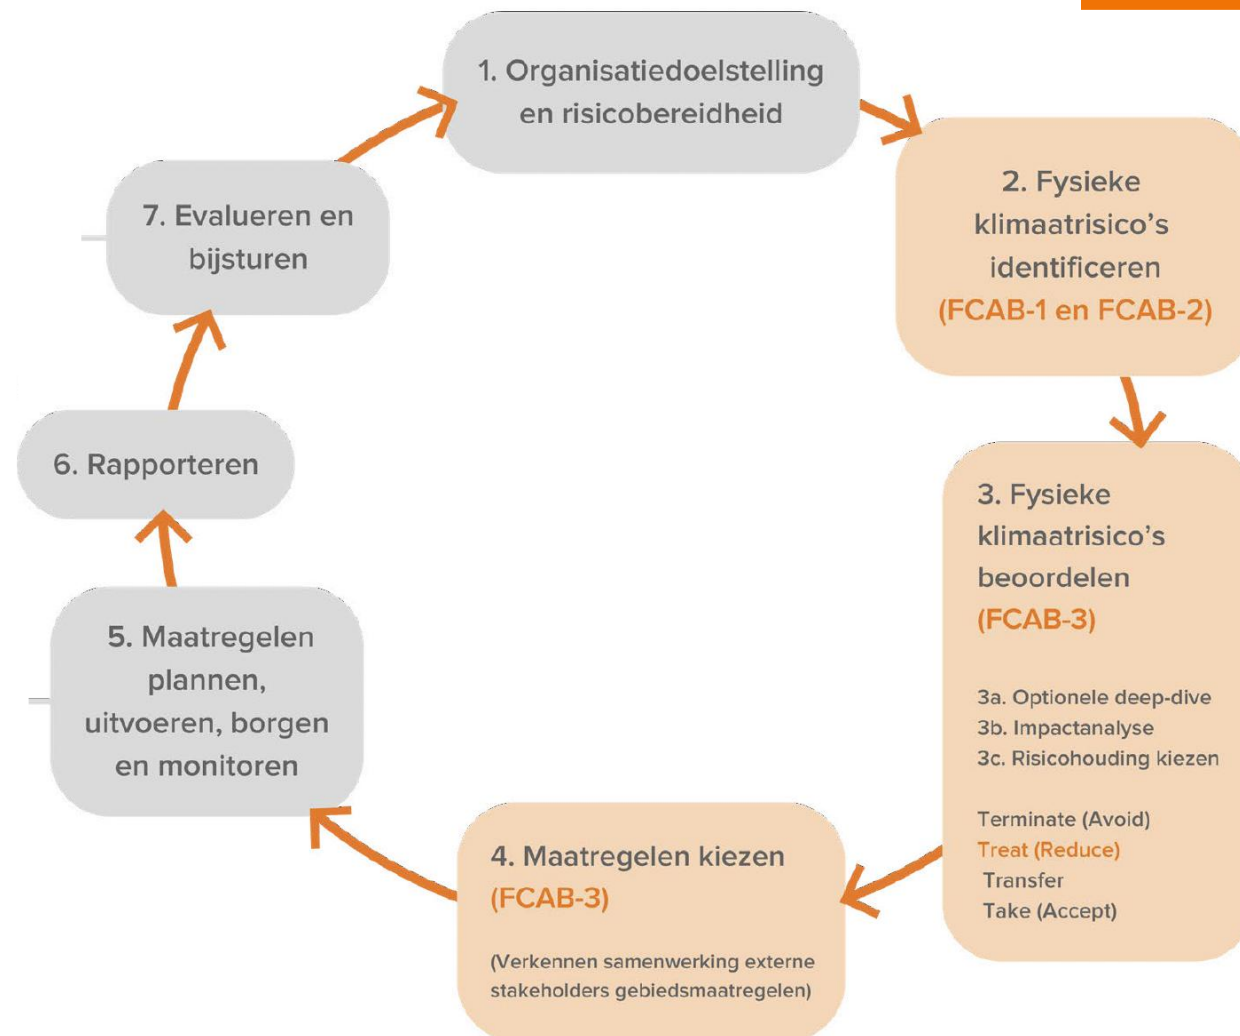 1. Organisatiedoelstelling
en risicobereidheid
2. Fysieke
klimaatrisico’s
identificeren
(FCAB-1 en FCAB-2)
3. Fysieke
klimaatrisico’s
beoordelen
(FCAB-3)
3a. Optionele deep-dive
3b. Impactanalyse
3c. Risicohouding kiezen
Terminate (Avoid)
Treat (Reduce)
Transfer
Take (Accept)
4. Maatregelen kiezen
(FCAB-3)
(Verkennen samenwerking externe
stakeholders gebiedsmaatregelen)
5. Maatregelen
plannen,
uitvoeren, borgen
en monitoren
6. Rapporteren
7. Evalueren en
bijsturen